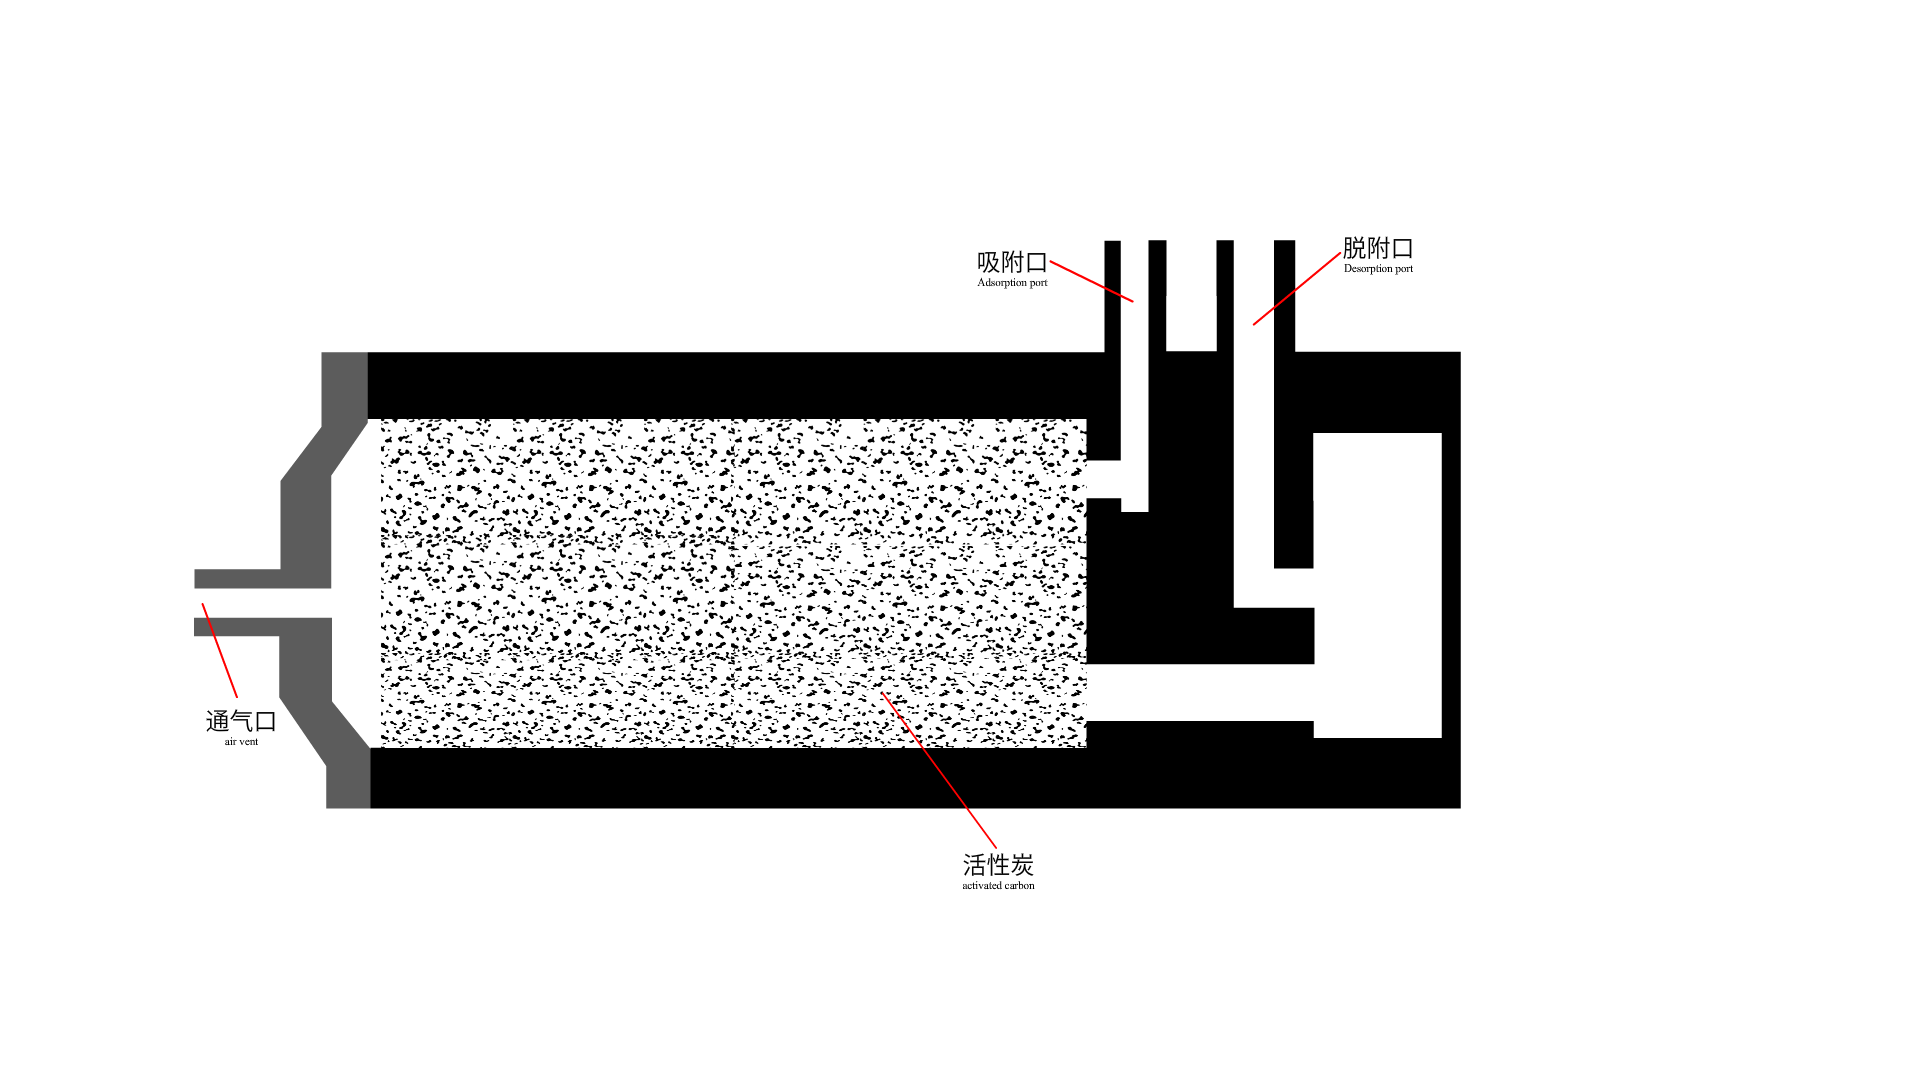 脱附口
Desorption port
吸附口
Adsorption port
通气口
air vent
活性炭
activated carbon